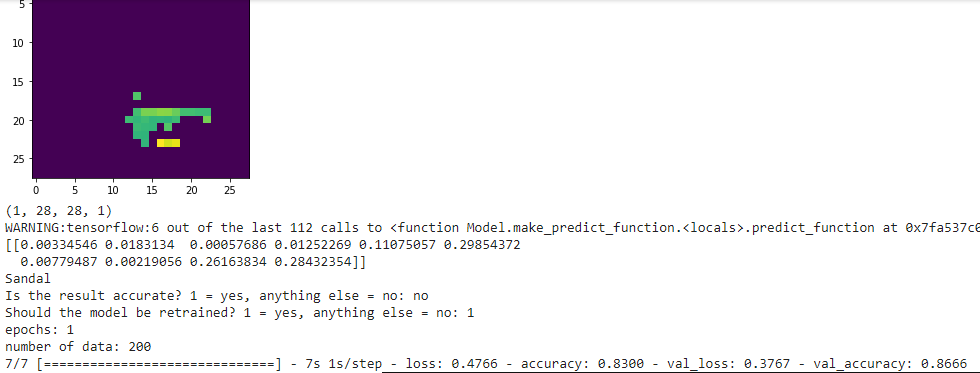 5
10
15
20
25
0 5 10 15 20 25
(1, 28, 28, 1)
WARNING:tensorflow:6 out of the last 112 calls to <function Model.make_predict_function.<locals>.predict_function at 0x7fa537c
[[0.00334546 0.0183134  0.00057686 0.01252269 0.11075057 0.29854372
  0.00779487 0.00219056 0.26163834 0.28432354]]
Sandal
Is the result accurate? 1 = yes, anything else = no: no
Should the model be retrained? 1 = yes, anything else = no: 1
epochs: 1
number of data: 200
7/7 [==============================] - 7s 1s/step - loss: 0.4766 - accuracy: 0.8300 - val_loss: 0.3767 - val_accuracy: 0.8666